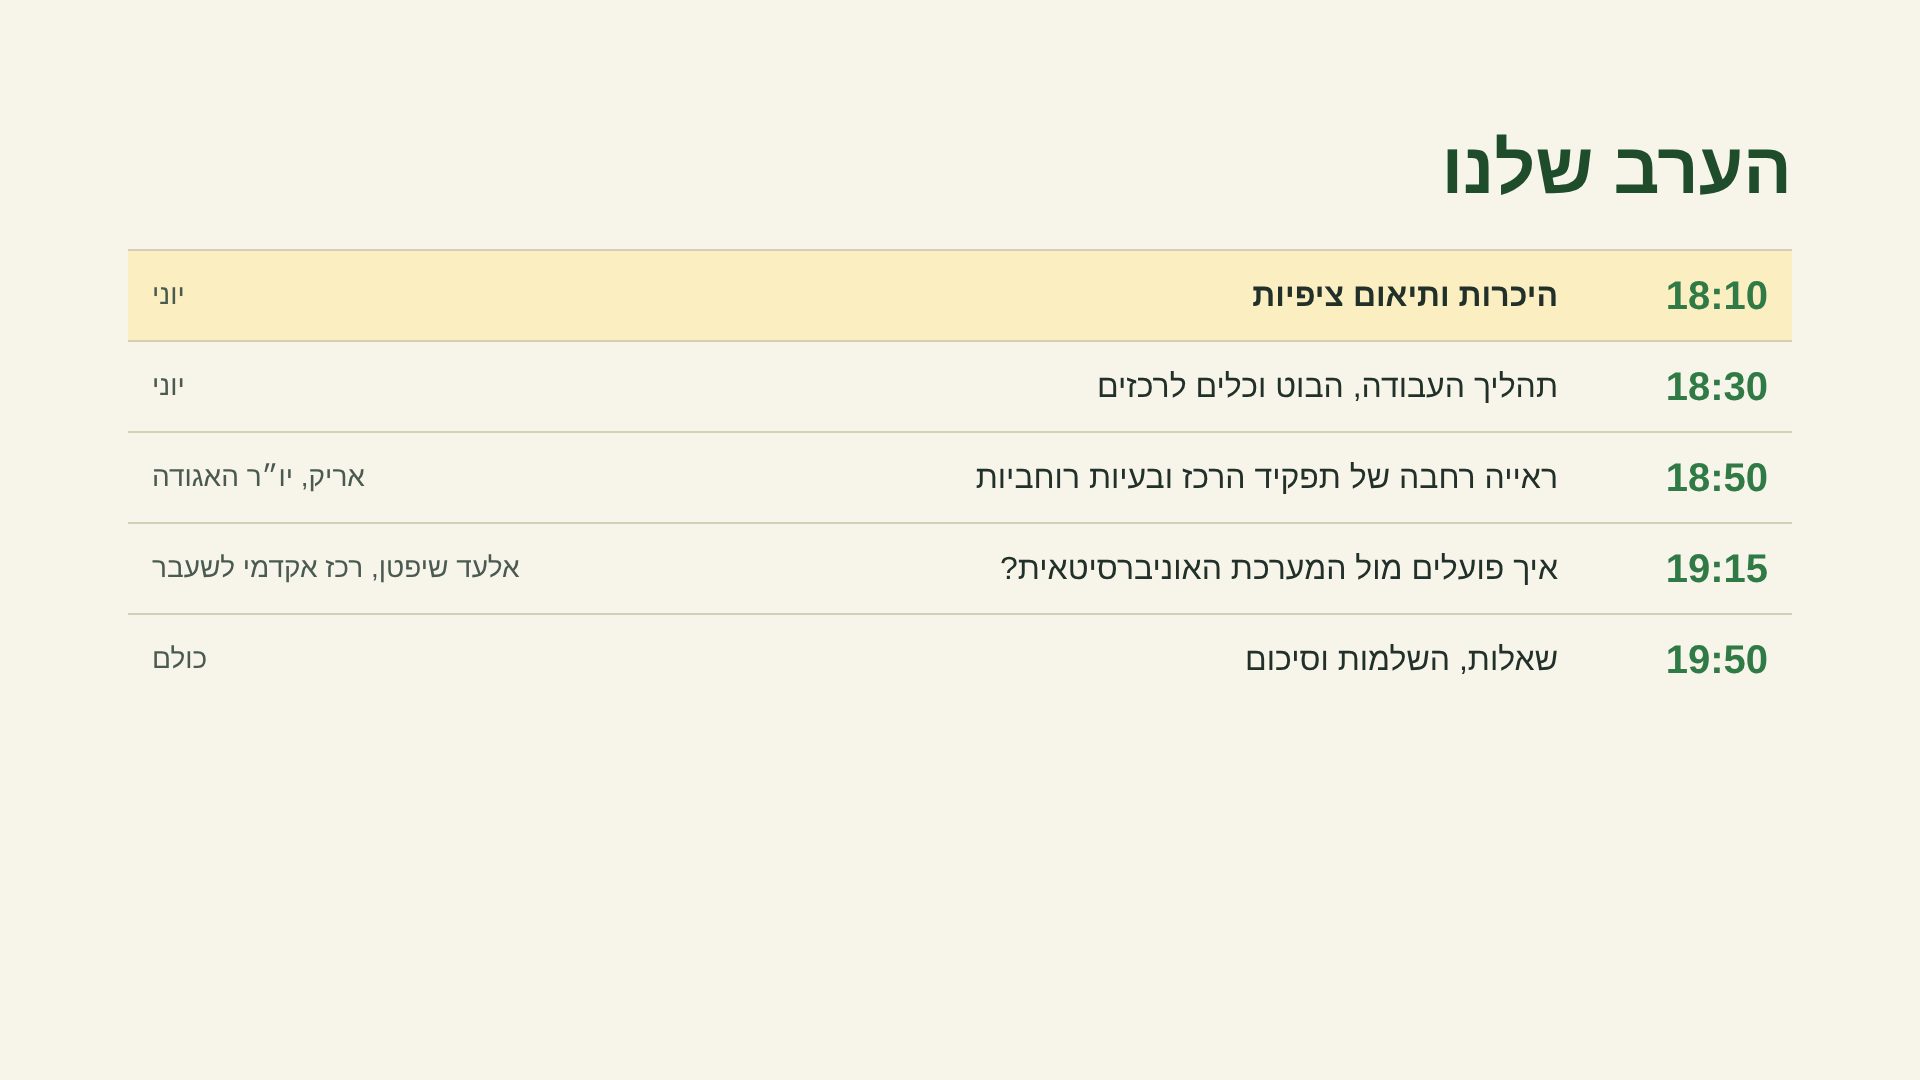 הערב שלנו
18:10 היכרות ותיאום ציפיות יוני
18:30 תהליך העבודה, הבוט וכלים לרכזים יוני
18:50 ראייה רחבה של תפקיד הרכז ובעיות רוחביות אריק, יו״ר האגודה
19:15 איך פועלים מול המערכת האוניברסיטאית? אלעד שיפטן, רכז אקדמי לשעבר
19:50 שאלות, השלמות וסיכום כולם